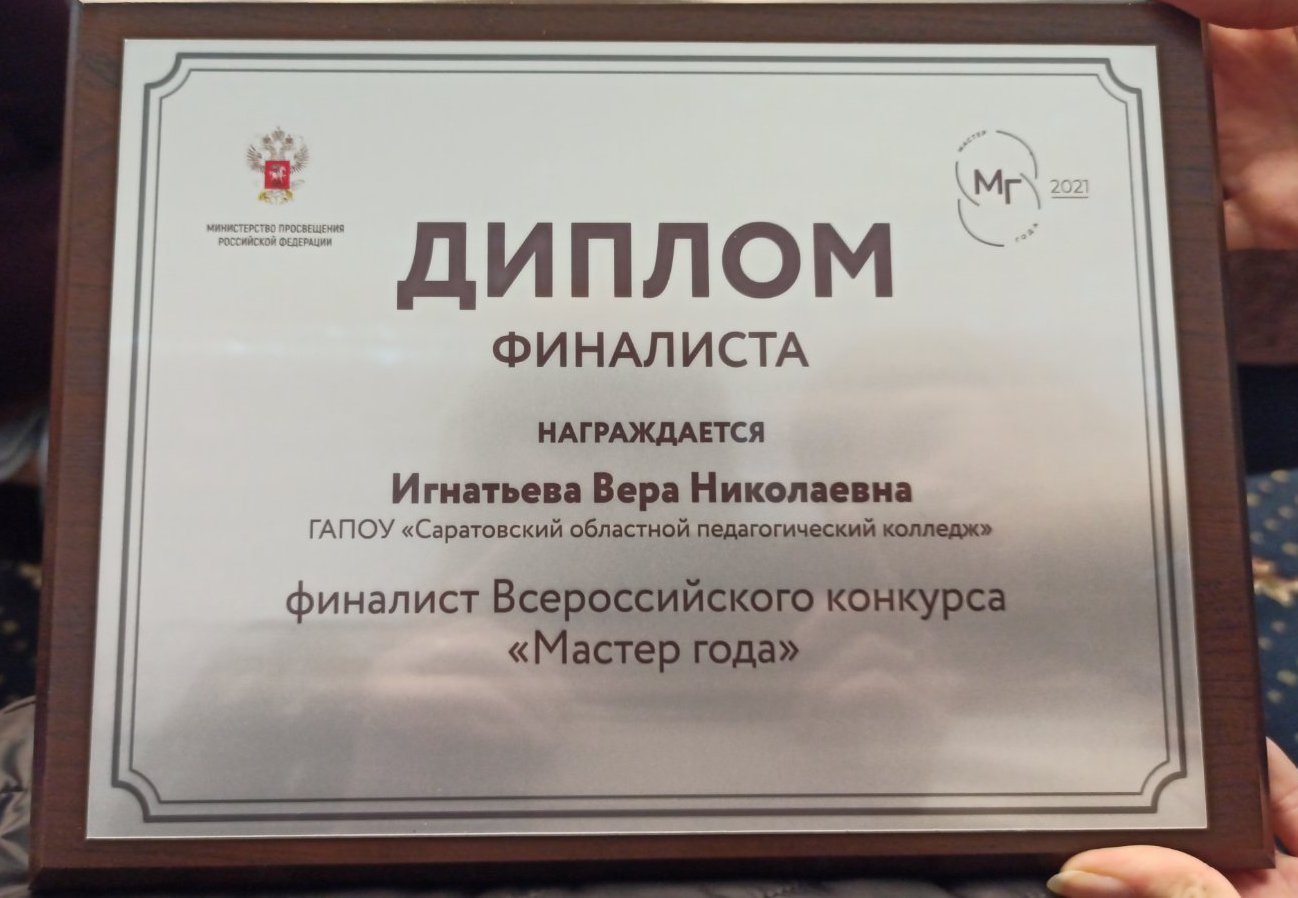 МИНИСТЕРСТВО ПРОСВЕЩЕНИЯ
РОССИЙСКОЙ ФЕДЕРАЦИИ
МАСТЕР
МГ
2021
ГОДА
ДИПЛОМ
ФИНАЛИСТА
НАГРАЖДАЕТСЯ
Игнатьева Вера Николаевна
ГАПОУ «Саратовский областной педагогический колледж»
финалист Всероссийского конкурса
«Мастер года»